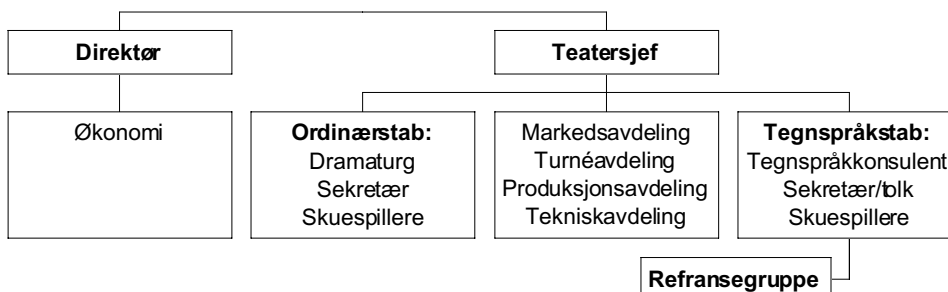 Direktør
Teatersjef
Økonomi
Ordinærstab:
Dramaturg
Sekretær
Skuespillere
Markedsavdeling
Turnéavdeling
Produksjonsavdeling
Tekniskavdeling
Tegnspråkstab:
Tegnspråkkonsulent
Sekretær/tolk
Skuespillere
Refransegruppe